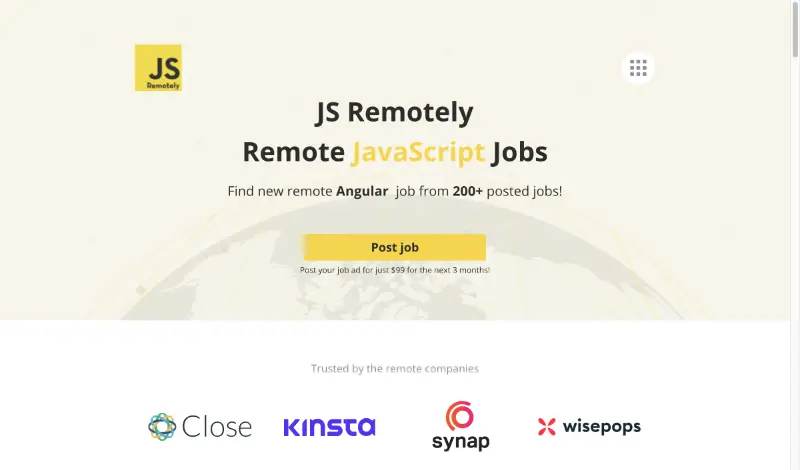 JS
Remotely
JS Remotely
Remote JavaScript Jobs
Find new remote Angular job from 200+ posted jobs!
Post job
Post your job ad for just $99 for the next 3 months!
Trusted by the remote companies
Close
Kinsta
synap
wisepops